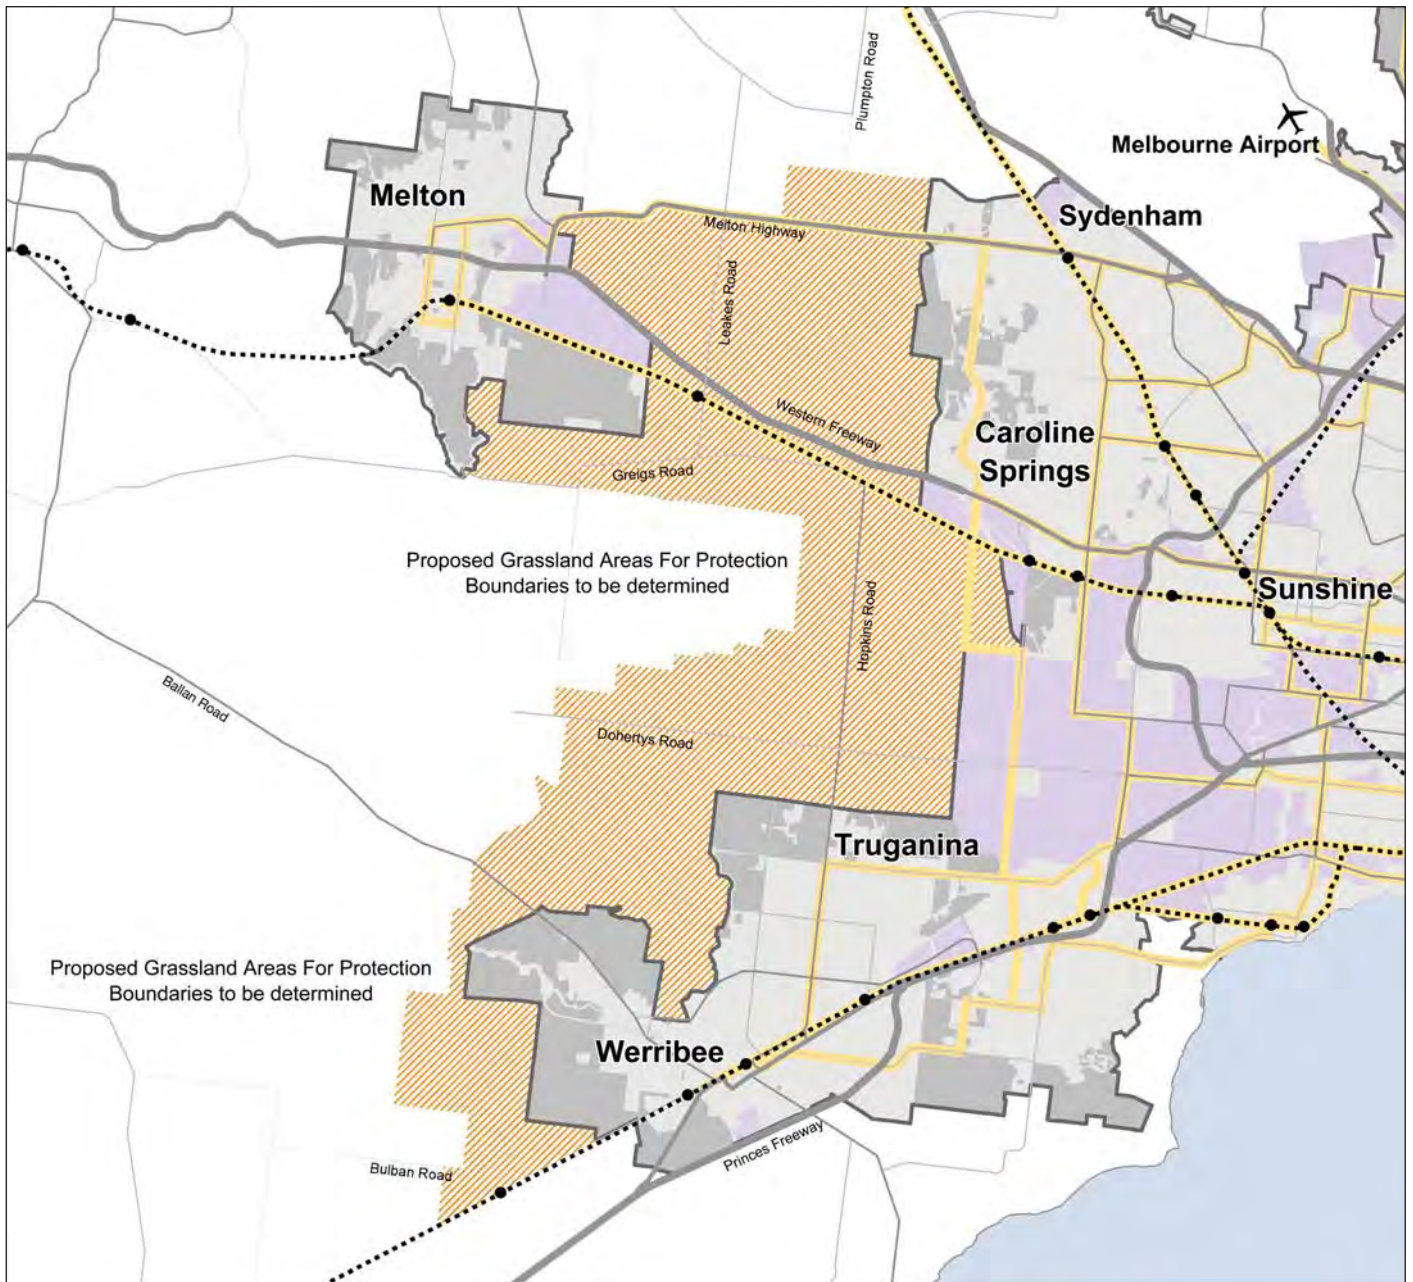 Plumpton Road
Melbourne Airport
Melton
Sydenham
Melton Highway
Leakes Road
Western Freeway
Caroline
Springs
Greigs Road
Proposed Grassland Areas For Protection
Boundaries to be determined
Sunshine
Hopkins Road
Ballan Road
Dohertys Road
Truganina
Proposed Grassland Areas For Protection
Boundaries to be determined
Werribee
Princes Freeway
Bulban Road